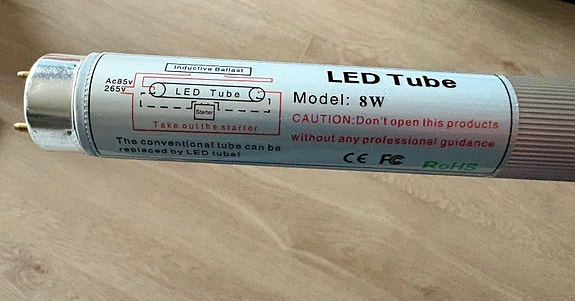 Inductive Ballast
Ac85v
265v
LED Tube
Starter
Take out the starter
The conventional tube can be
replaced by LED tube!
LED Tube
Model: 8W
CAUTION:Don't open this products
without any professional guidance
CE FC RoHS